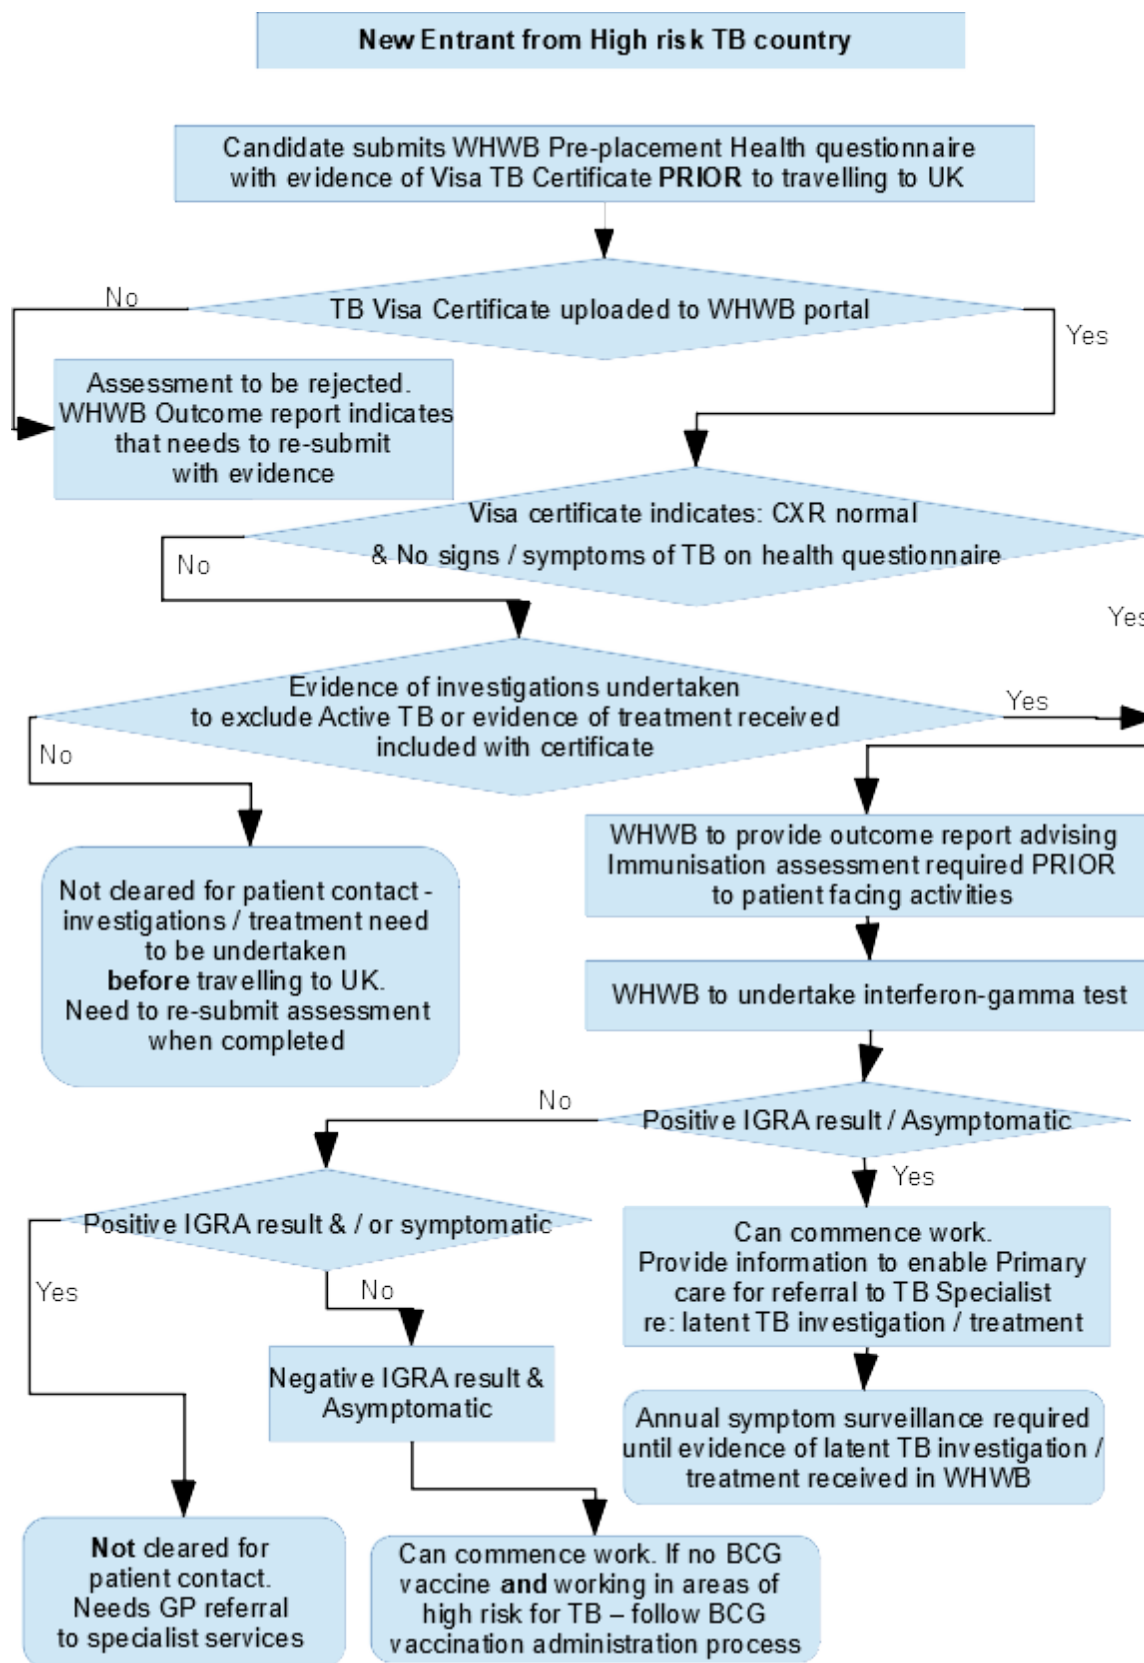 New Entrant from High risk TB country
Candidate submits WHWB Pre-placement Health questionnaire
with evidence of Visa TB Certificate PRIOR to travelling to UK
No
TB Visa Certificate uploaded to WHWB portal
Yes
Assessment to be rejected.
WHWB Outcome report indicates
that needs to re-submit
with evidence
Visa certificate indicates: CXR normal
& No signs / symptoms of TB on health questionnaire
No
Yes
Evidence of investigations undertaken
to exclude Active TB or evidence of treatment received
included with certificate
Yes
No
WHWB to provide outcome report advising
Immunisation assessment required PRIOR
to patient facing activities
Not cleared for patient contact -
investigations / treatment need
to be undertaken
before travelling to UK.
Need to re-submit assessment
when completed
WHWB to undertake interferon-gamma test
No
Positive IGRA result / Asymptomatic
Yes
Positive IGRA result & / or symptomatic
Yes
No
Can commence work.
Provide information to enable Primary
care for referral to TB Specialist
re: latent TB investigation / treatment
Negative IGRA result &
Asymptomatic
Annual symptom surveillance required
until evidence of latent TB investigation /
treatment received in WHWB
Not cleared for
patient contact.
Needs GP referral
to specialist services
Can commence work. If no BCG
vaccine and working in areas of
high risk for TB – follow BCG
vaccination administration process